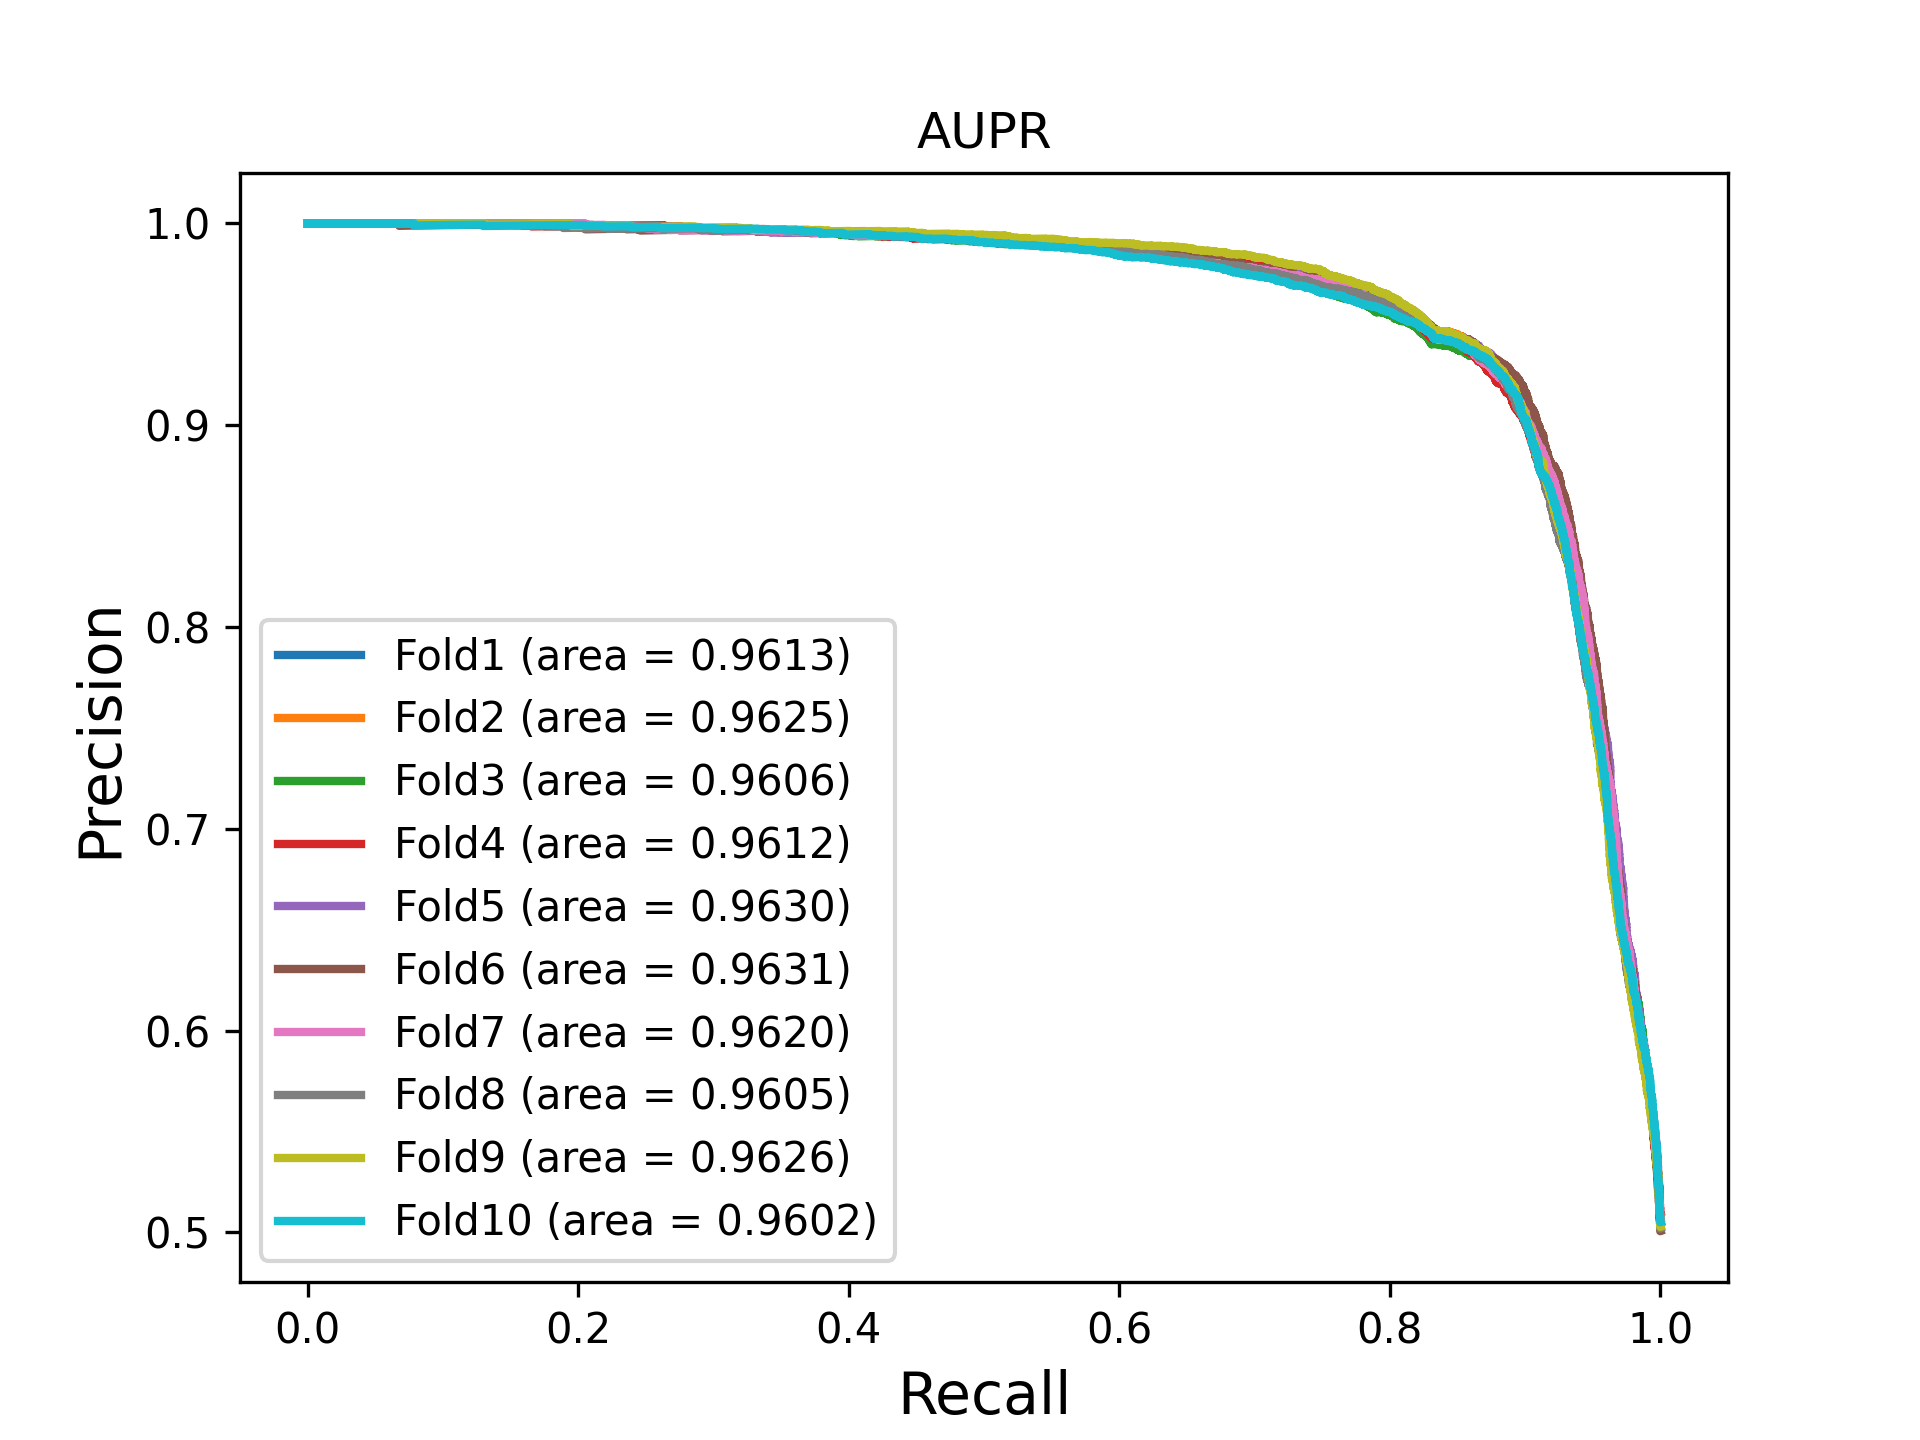 AUPR
1.0
0.9
0.8
0.7
0.6
0.5
Precision
Fold1 (area = 0.9613)
Fold2 (area = 0.9625)
Fold3 (area = 0.9606)
Fold4 (area = 0.9612)
Fold5 (area = 0.9630)
Fold6 (area = 0.9631)
Fold7 (area = 0.9620)
Fold8 (area = 0.9605)
Fold9 (area = 0.9626)
Fold10 (area = 0.9602)
0.0 0.2 0.4 0.6 0.8 1.0
Recall